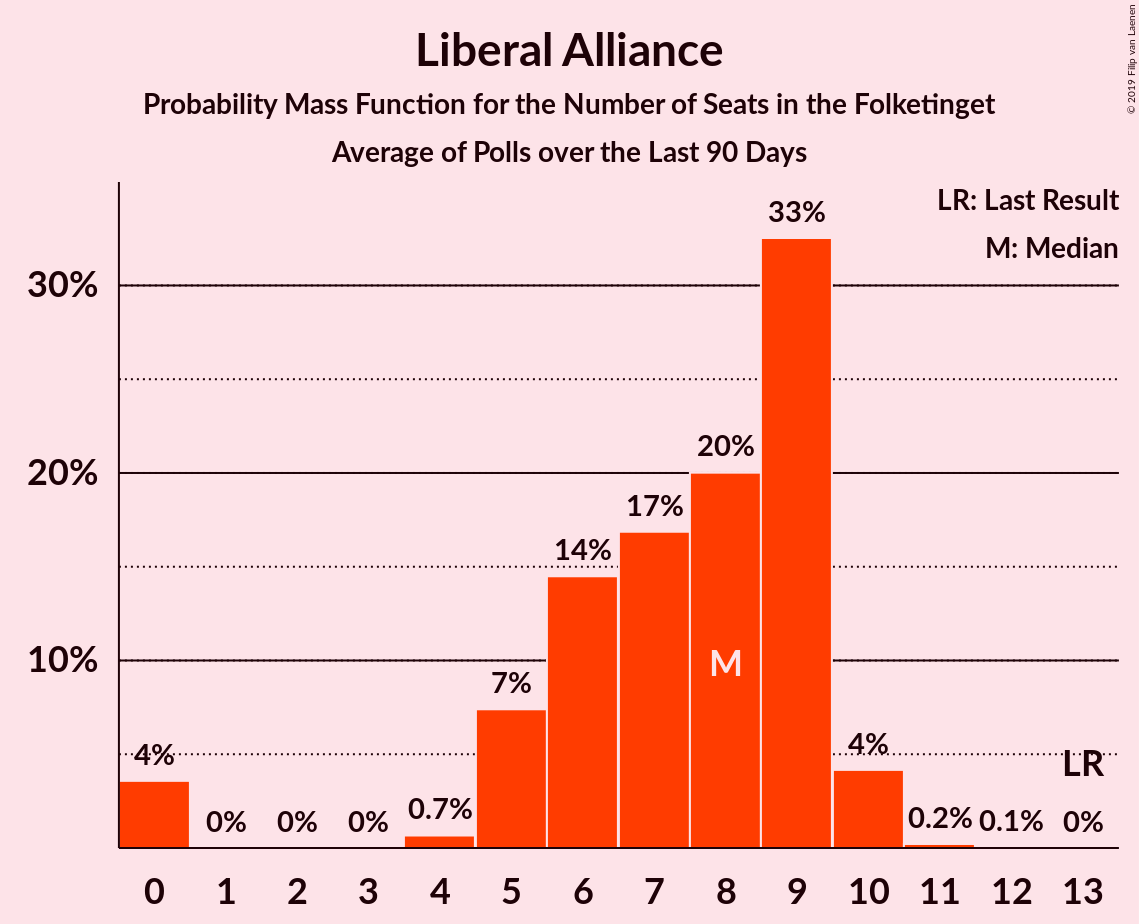 Liberal Alliance
Probability Mass Function for the Number of Seats in the Folketinget
Average of Polls over the Last 90 Days
© 2019 Filip van Laenen
LR: Last Result
M: Median
30%
20%
10%
4%
0%
0%
0%
0.7%
7%
14%
17%
20%
33%
4%
0.2%
0.1%
0%
M
LR
0 1 2 3 4 5 6 7 8 9 10 11 12 13